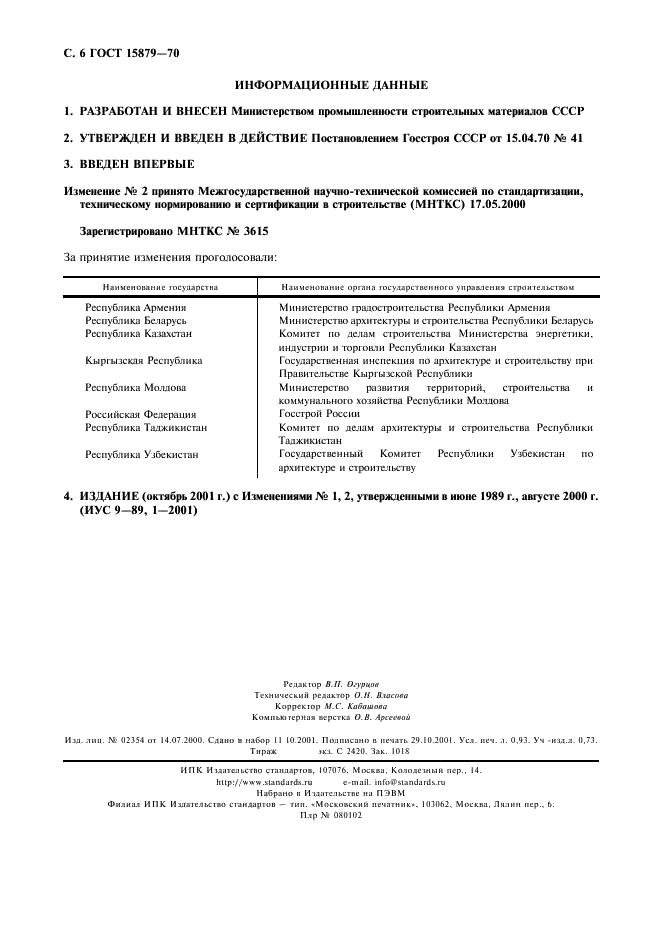 С. 6 ГОСТ 15879—70
ИНФОРМАЦИОННЫЕ ДАННЫЕ
1. РАЗРАБОТАН И ВНЕСЕН Министерством промышленности строительных материалов СССР
2. УТВЕРЖДЕН И ВВЕДЕН В ДЕЙСТВИЕ Постановлением Госстроя СССР от 15.04.70 № 41
3. ВВЕДЕН ВПЕРВЫЕ
Изменение № 2 принято Межгосударственной научно-технической комиссией по стандартизации,
техническому нормированию и сертификации в строительстве (МНТКС) 17.05.2000
Зарегистрировано МНТКС № 3615
За принятие изменения проголосовали:
Наименование государства Наименование органа государственного управления строительством
Республика Армения Министерство градостроительства Республики Армения
Республика Беларусь Министерство архитектуры и строительства Республики Беларусь
Республика Казахстан Комитет по делам строительства Министерства энергетики,
индустрии и торговли Республики Казахстан
Кыргызская Республика Государственная инспекция по архитектуре и строительству при
Правительстве Кыргызской Республики
Республика Молдова Министерство развития территорий, строительства и
коммунального хозяйства Республики Молдова
Российская Федерация Госстрой России
Республика Таджикистан Комитет по делам архитектуры и строительства Республики
Таджикистан
Республика Узбекистан Государственный Комитет Республики Узбекистан по
архитектуре и строительству
4. ИЗДАНИЕ (октябрь 2001 г.) с Изменениями № 1, 2, утвержденными в июне 1989 г., августе 2000 г.
(ИУС 9—89, 1—2001)
Редактор В.П. Огурцов
Технический редактор О.Н. Власова
Корректор М.С. Кабашова
Компьютерная верстка О.В. Арсеевой
Изд. лиц. № 02354 от 14.07.2000. Сдано в набор 11 10.2001. Подписано в печать 29.10.2001. Усл. печ. л. 0,93. Уч -изд.л. 0,73.
Тираж экз. С 2420. Зак. 1018
ИПК Издательство стандартов, 107076, Москва, Колодезный пер., 14.
http://www.standards.ru e-mail. info@standards.ru
Набрано в Издательстве на ПЭВМ
Филиал ИПК Издательство стандартов — тип. «Московский печатник», 103062, Москва, Лялин пер., 6:
Плр № 080102